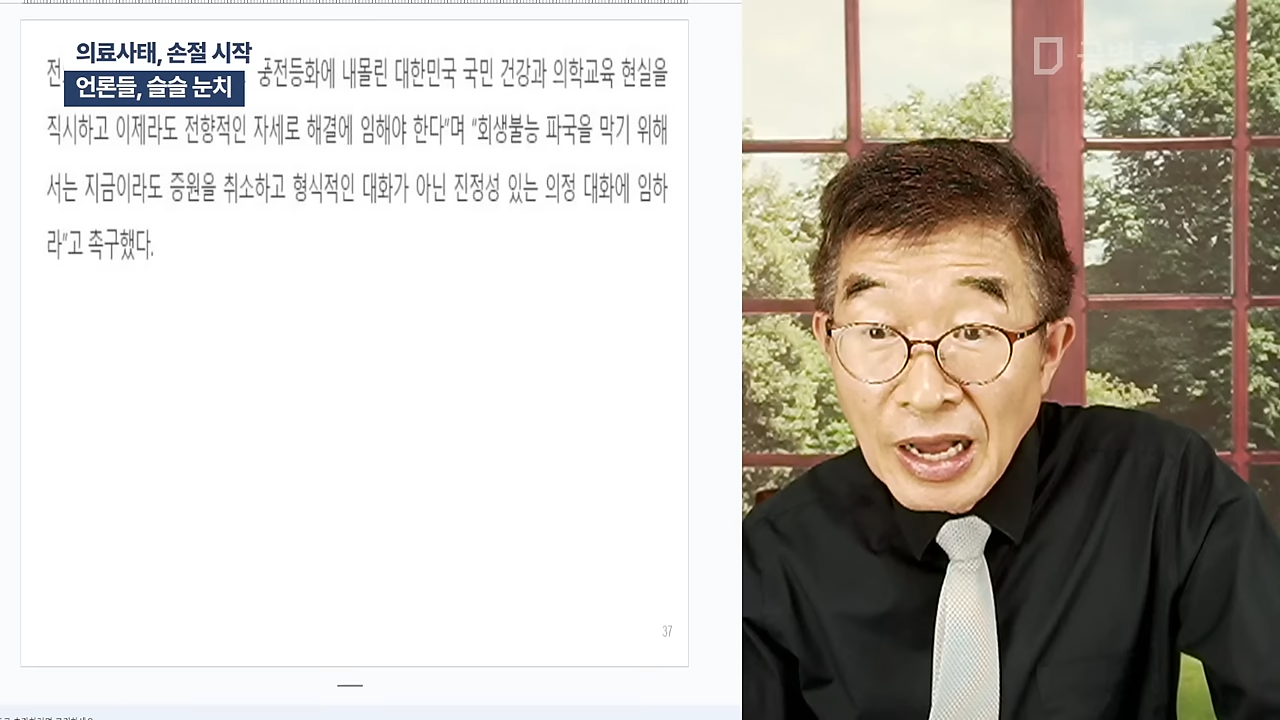 의료사태, 손절 시작
언론들, 슬슬 눈치
전
풍전등화에 내몰린 대한민국 국민 건강과 의학교육 현실을
직시하고 이제라도 전향적인 자세로 해결에 임해야 한다”며 “회생불능 파국을 막기 위해
서는 지금이라도 증원을 취소하고 형식적인 대화가 아닌 진정성 있는 의정 대화에 임하
라”고 촉구했다.
37